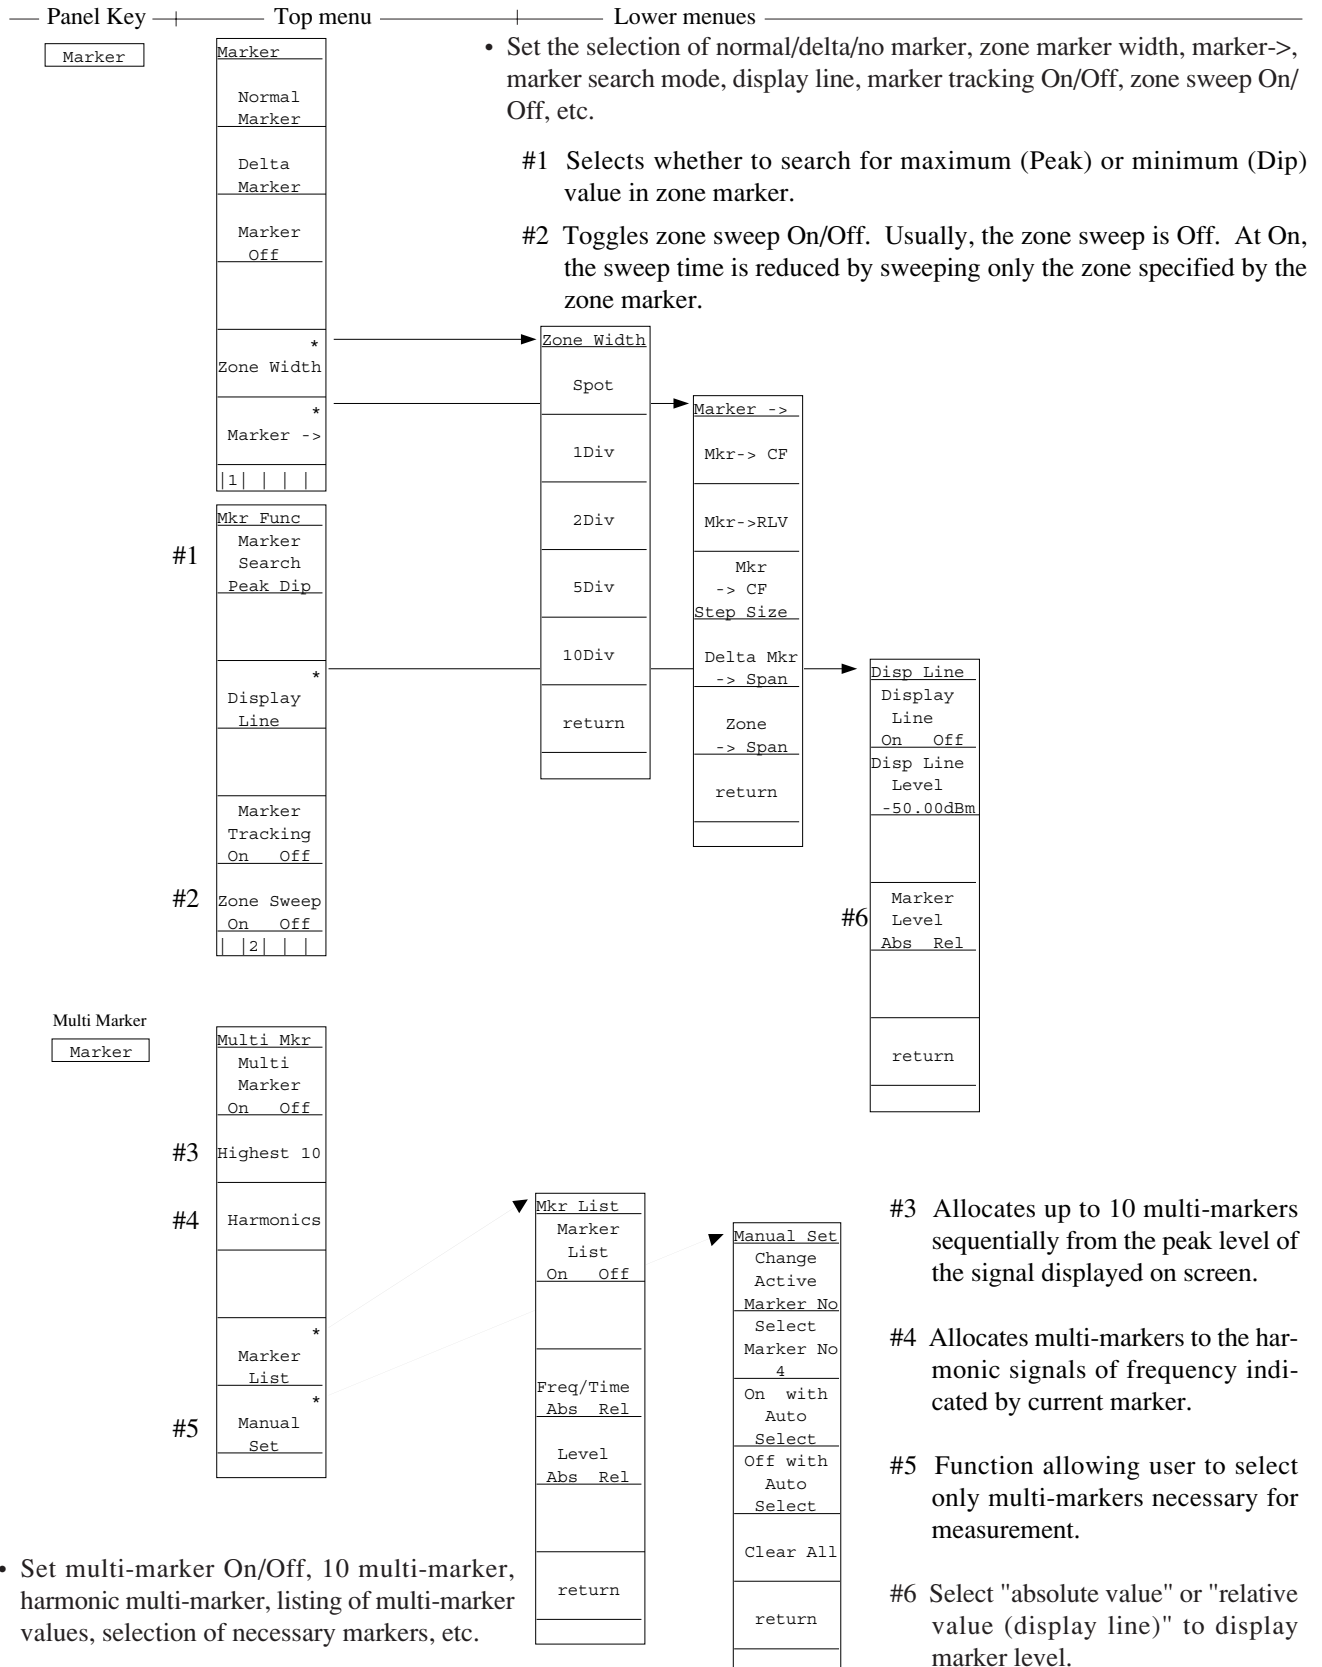 Panel Key
Top menu
Lower menues
Marker
• Set the selection of normal/delta/no marker, zone marker width, marker->,
marker search mode, display line, marker tracking On/Off, zone sweep On/
Off, etc.
#1 Selects whether to search for maximum (Peak) or minimum (Dip)
value in zone marker.
#2 Toggles zone sweep On/Off. Usually, the zone sweep is Off. At On,
the sweep time is reduced by sweeping only the zone specified by the
zone marker.
Marker
Normal
Marker
Delta
Marker
Marker
Off
*
Zone Width
*
Marker ->
|1| | | |
#1
Mkr Func
Marker
Search
Peak Dip
*
Display
Line
Marker
Tracking
On Off
#2
Zone Sweep
On Off
| |2| | |
Zone Width
Spot
1Div
2Div
5Div
10Div
return
Marker ->
Mkr-> CF
Mkr->RLV
Mkr
-> CF
Step Size
Delta Mkr
-> Span
Zone
-> Span
return
Disp Line
Display
Line
On Off
Disp Line
Level
-50.00dBm
#6
Marker
Level
Abs Rel
return
Multi Marker
Marker
Multi Mkr
Multi
Marker
On Off
#3
Highest 10
#4
Harmonics
*
Marker
List
*
#5
Manual
Set
Mkr List
Marker
List
On Off
Freq/Time
Abs Rel
Level
Abs Rel
return
Manual Set
Change
Active
Marker No
Select
Marker No
4
On with
Auto
Select
Off with
Auto
Select
Clear All
return
#3 Allocates up to 10 multi-markers
sequentially from the peak level of
the signal displayed on screen.
#4 Allocates multi-markers to the har-
monic signals of frequency indi-
cated by current marker.
#5 Function allowing user to select
only multi-markers necessary for
measurement.
#6 Select "absolute value" or "relative
value (display line)" to display
marker level.
• Set multi-marker On/Off, 10 multi-marker,
harmonic multi-marker, listing of multi-marker
values, selection of necessary markers, etc.